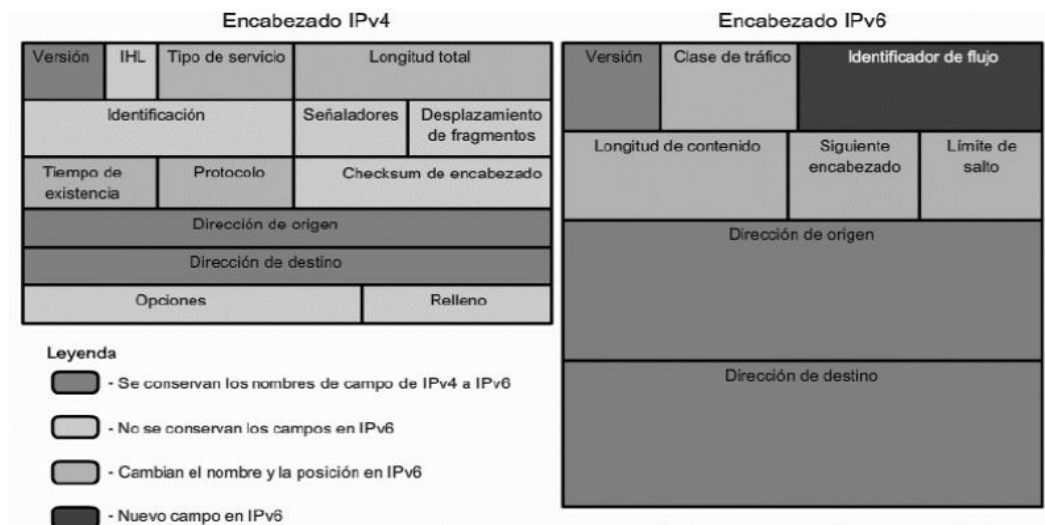 Encabezado IPv4
Versión IHL Tipo de servicio Longitud total
Identificación Señaladores Desplazamiento
de fragmentos
Tiempo de
existencia
Protocolo Checksum de encabezado
Dirección de origen
Dirección de destino
Opciones Relleno
Leyenda
- Se conservan los nombres de campo de IPv4 a IPv6
- No se conservan los campos en IPv6
- Cambian el nombre y la posición en IPv6
- Nuevo campo en IPv6
Encabezado IPv6
Versión Clase de tráfico Identificador de flujo
Longitud de contenido Siguiente
encabezado
Límite de
salto
Dirección de origen
Dirección de destino